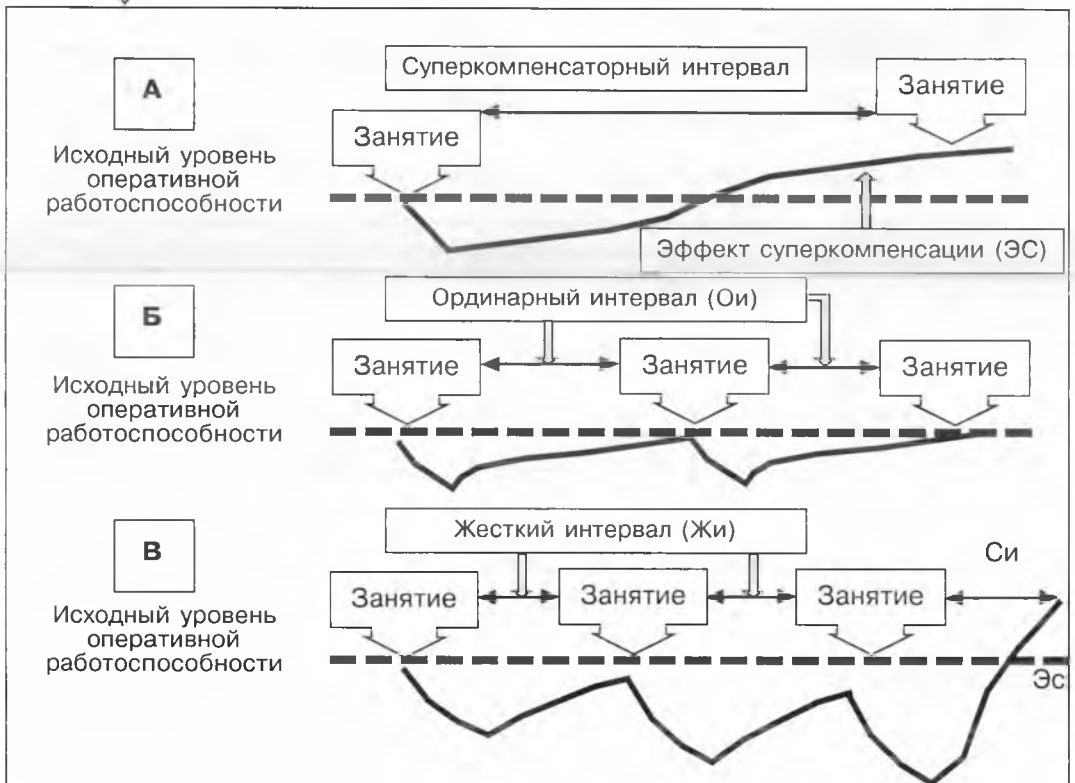 А
Исходный уровень
оперативной
работоспособности
Суперкомпенсаторный интервал
Занятие
Занятие
Эффект суперкомпенсации (ЭС)
Б
Исходный уровень
оперативной
работоспособности
Ординарный интервал (Ои)
Занятие
Занятие
Занятие
В
Исходный уровень
оперативной
работоспособности
Жесткий интервал (Жи)
Си
Занятие
Занятие
Занятие
Эс